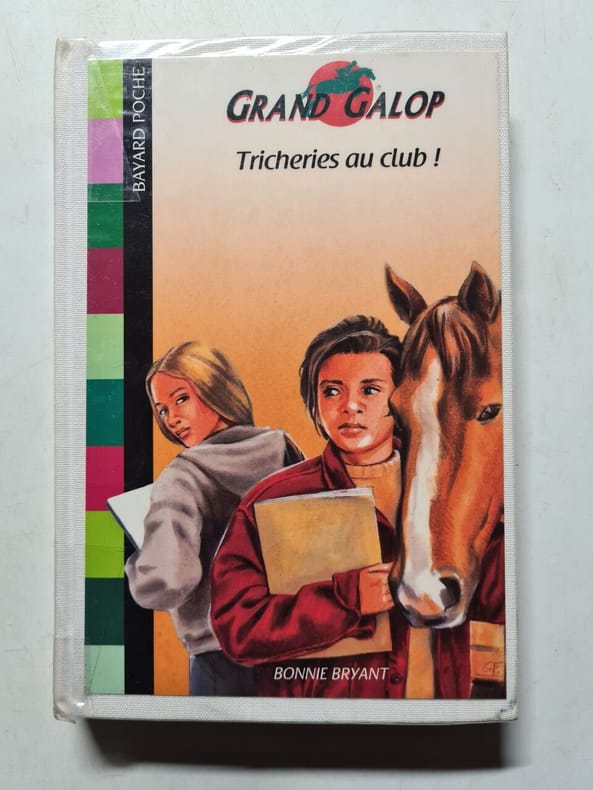 BAYARD POCHE
GRAND GALOP
Tricheries au club !
BONNIE BRYANT
G.F.